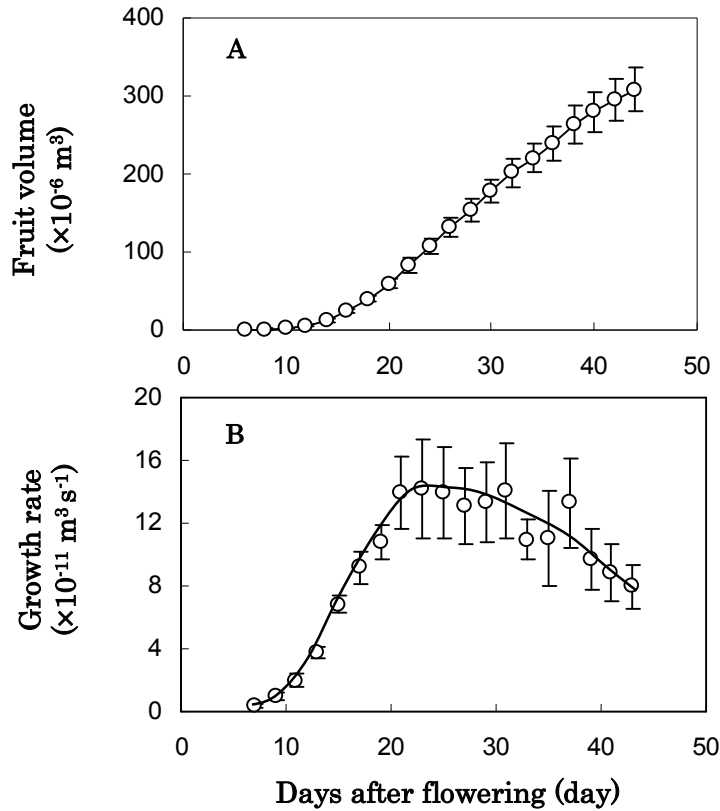 A
Fruit volume
(×10⁻⁶ m³)
400
300
200
100
0
0 10 20 30 40 50
B
Growth rate
(×10⁻¹¹ m³ s⁻¹)
20
16
12
8
4
0
0 10 20 30 40 50
Days after flowering (day)